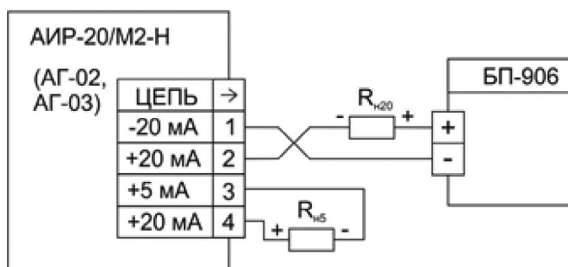 АИР-20/М2-Н
(АГ-02,
АГ-03)
ЦЕПЬ →
-20 мА 1
+20 мА 2
+5 мА 3
+20 мА 4
- Rн20 +
+ Rн5 -
БП-906
+
-